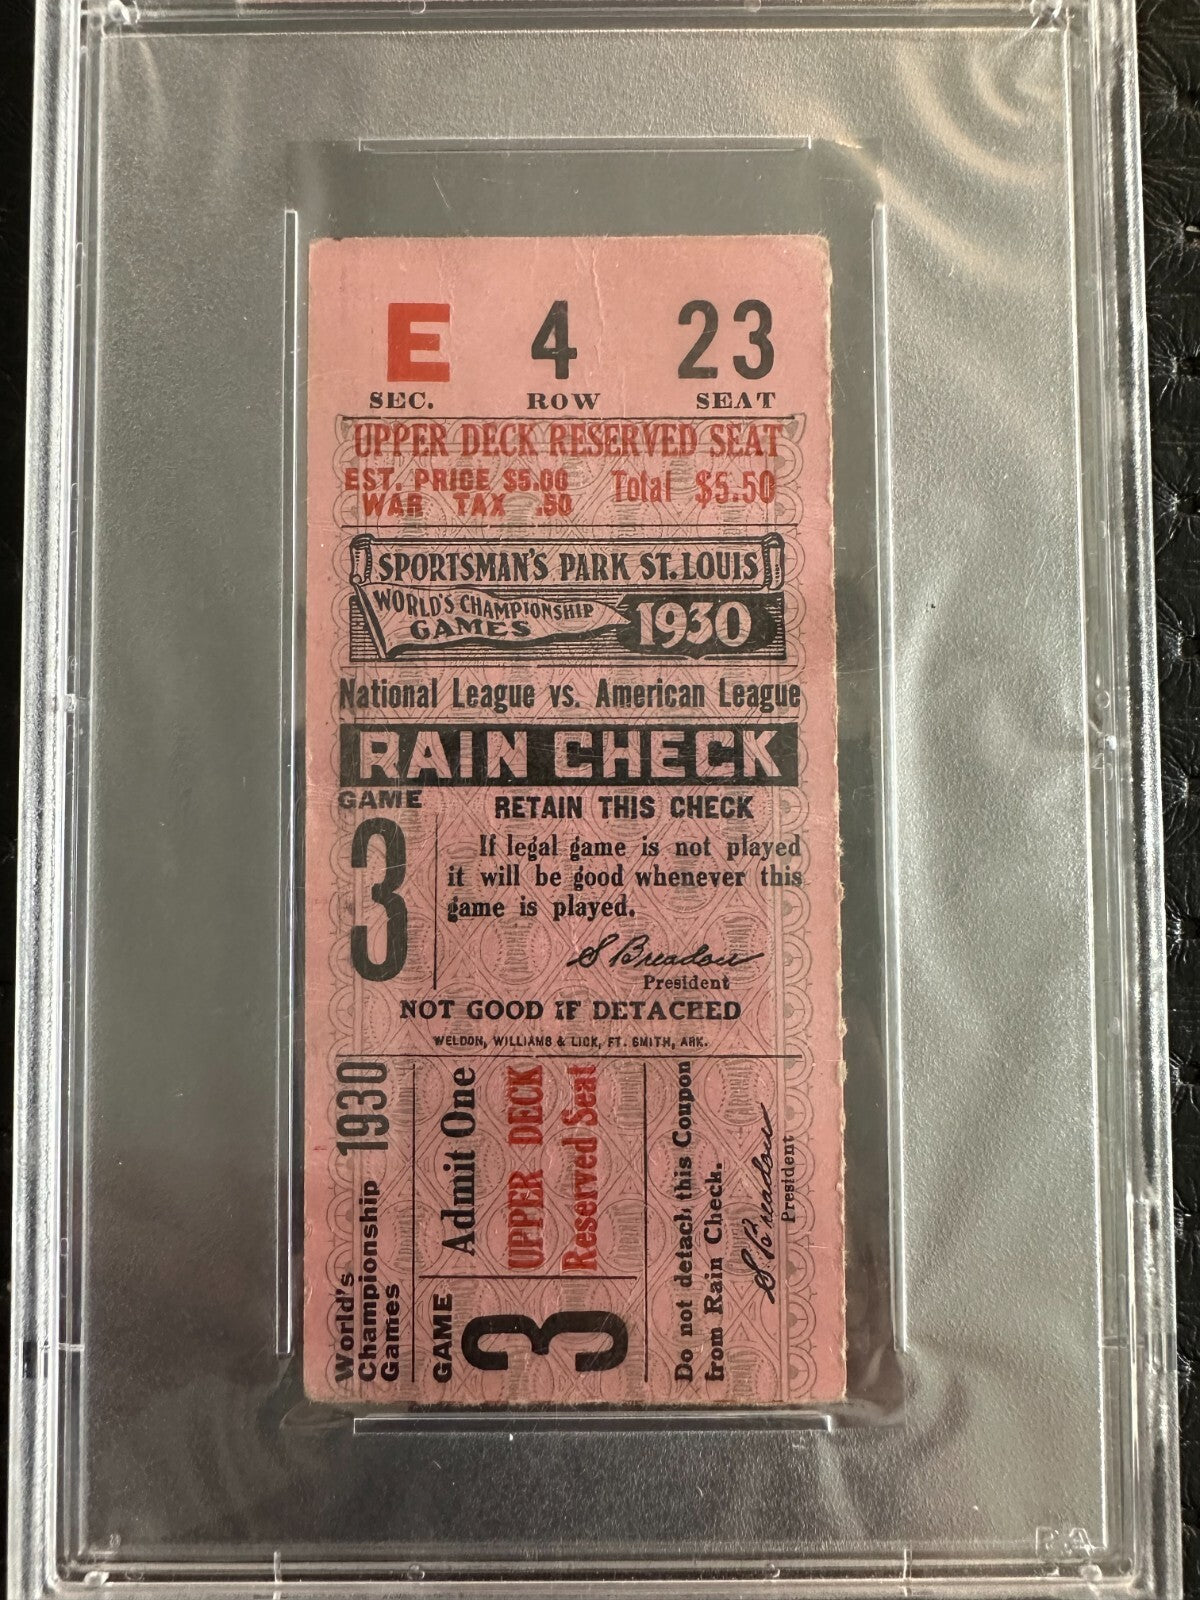 E 4 23
SEC. ROW SEAT
UPPER DECK RESERVED SEAT
EST. PRICE $5.00 Total $5.50
WAR TAX .50
SPORTSMAN'S PARK ST. LOUIS
WORLD'S CHAMPIONSHIP
GAMES 1930
National League vs. American League
RAIN CHECK
GAME
3
RETAIN THIS CHECK
If legal game is not played
it will be good whenever this
game is played.
S Breadon
President
NOT GOOD IF DETACHED
WELDON, WILLIAMS & LICK, FT. SMITH, ARK.
World's
Championship 1930
Games
Admit One
UPPER DECK
Reserved Seat
GAME
3
Do not detach this Coupon
from Rain Check.
S. Breadon
President
PSA